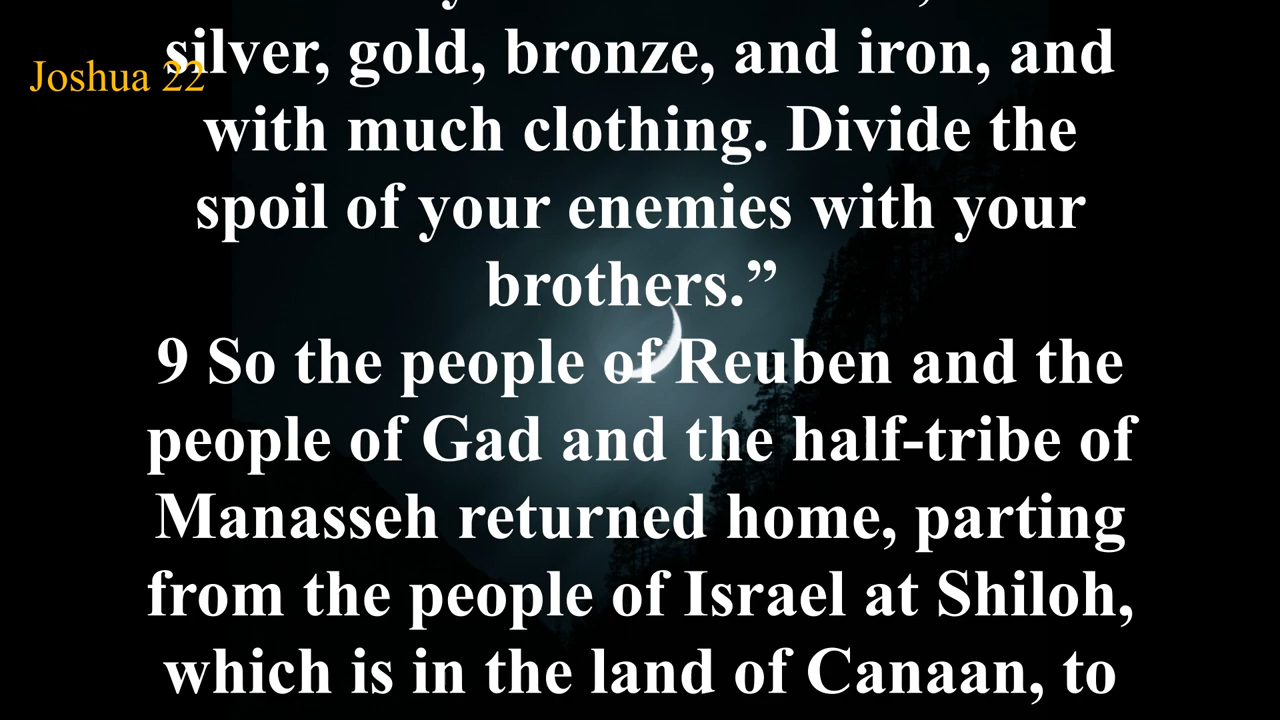 Joshua 22
silver, gold, bronze, and iron, and
with much clothing. Divide the
spoil of your enemies with your
brothers.”
9 So the people of Reuben and the
people of Gad and the half-tribe of
Manasseh returned home, parting
from the people of Israel at Shiloh,
which is in the land of Canaan, to